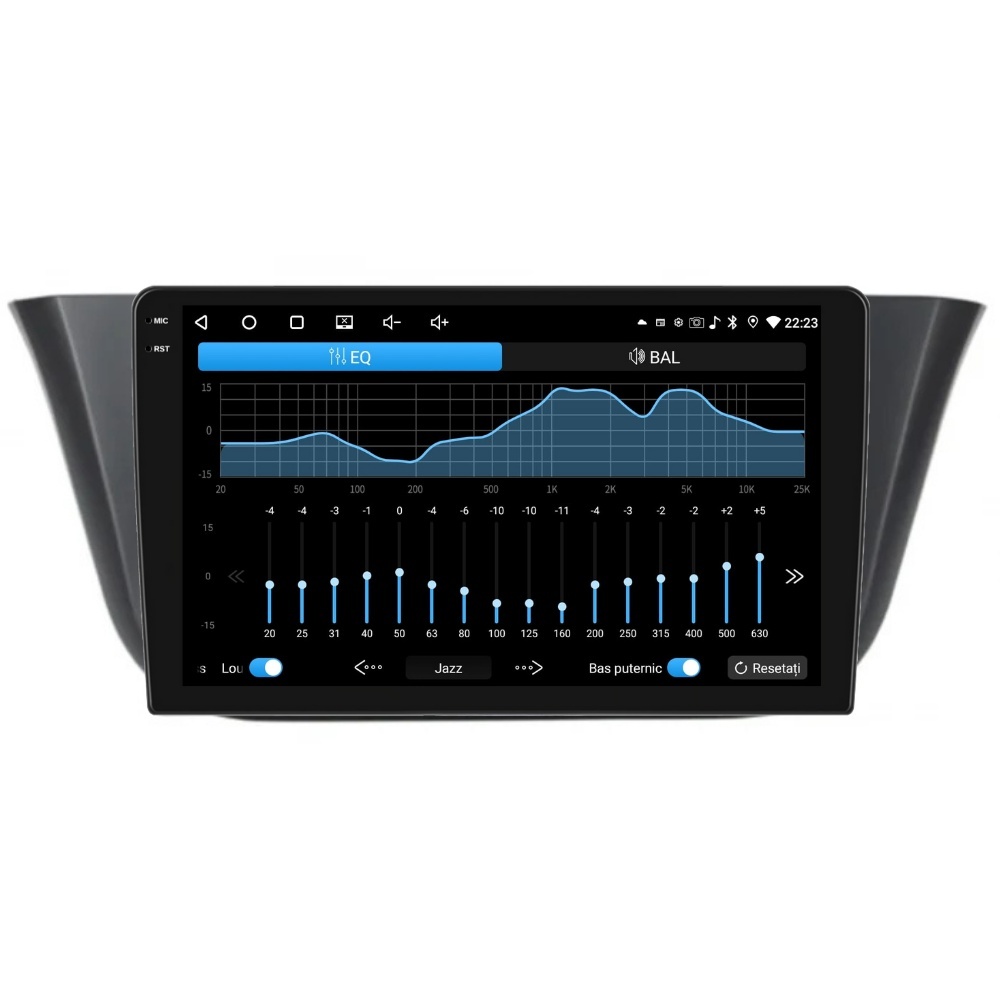 MIC
22:23
RST
EQ
BAL
15
0
-15
20 50 100 200 500 1K 2K 5K 10K 25K
-4 -4 -3 -1 0 -4 -6 -10 -10 -11 -4 -3 -2 -2 +2 +5
15
0
-15
20 25 31 40 50 63 80 100 125 160 200 250 315 400 500 630
s Lou
Jazz
Bas puternic
Resetați